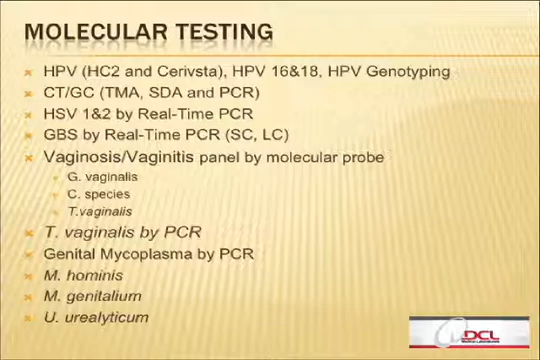 MOLECULAR TESTING
HPV (HC2 and Cerivsta), HPV 16&18, HPV Genotyping
CT/GC (TMA, SDA and PCR)
HSV 1&2 by Real-Time PCR
GBS by Real-Time PCR (SC, LC)
Vaginosis/Vaginitis panel by molecular probe
G. vaginalis
C. species
T.vaginalis
T. vaginalis by PCR
Genital Mycoplasma by PCR
M. hominis
M. genitalium
U. urealyticum
DCL
Medical Laboratories